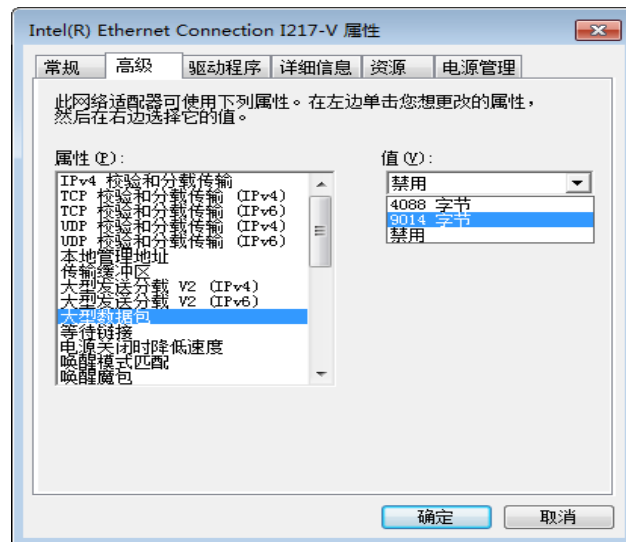 Intel(R) Ethernet Connection I217-V 属性
常规 高级 驱动程序 详细信息 资源 电源管理
此网络适配器可使用下列属性。在左边单击您想更改的属性，
然后在右边选择它的值。
属性(P): 值(V):
IPv4 校验和分载传输
TCP 校验和分载传输 (IPv4)
TCP 校验和分载传输 (IPv6)
UDP 校验和分载传输 (IPv4)
UDP 校验和分载传输 (IPv6)
本地管理地址
传输缓冲区
大型发送分载 V2 (IPv4)
大型发送分载 V2 (IPv6)
大型数据包
等待链接
电源关闭时降低速度
唤醒模式匹配
唤醒魔包
禁用
4088 字节
9014 字节
禁用
确定 取消